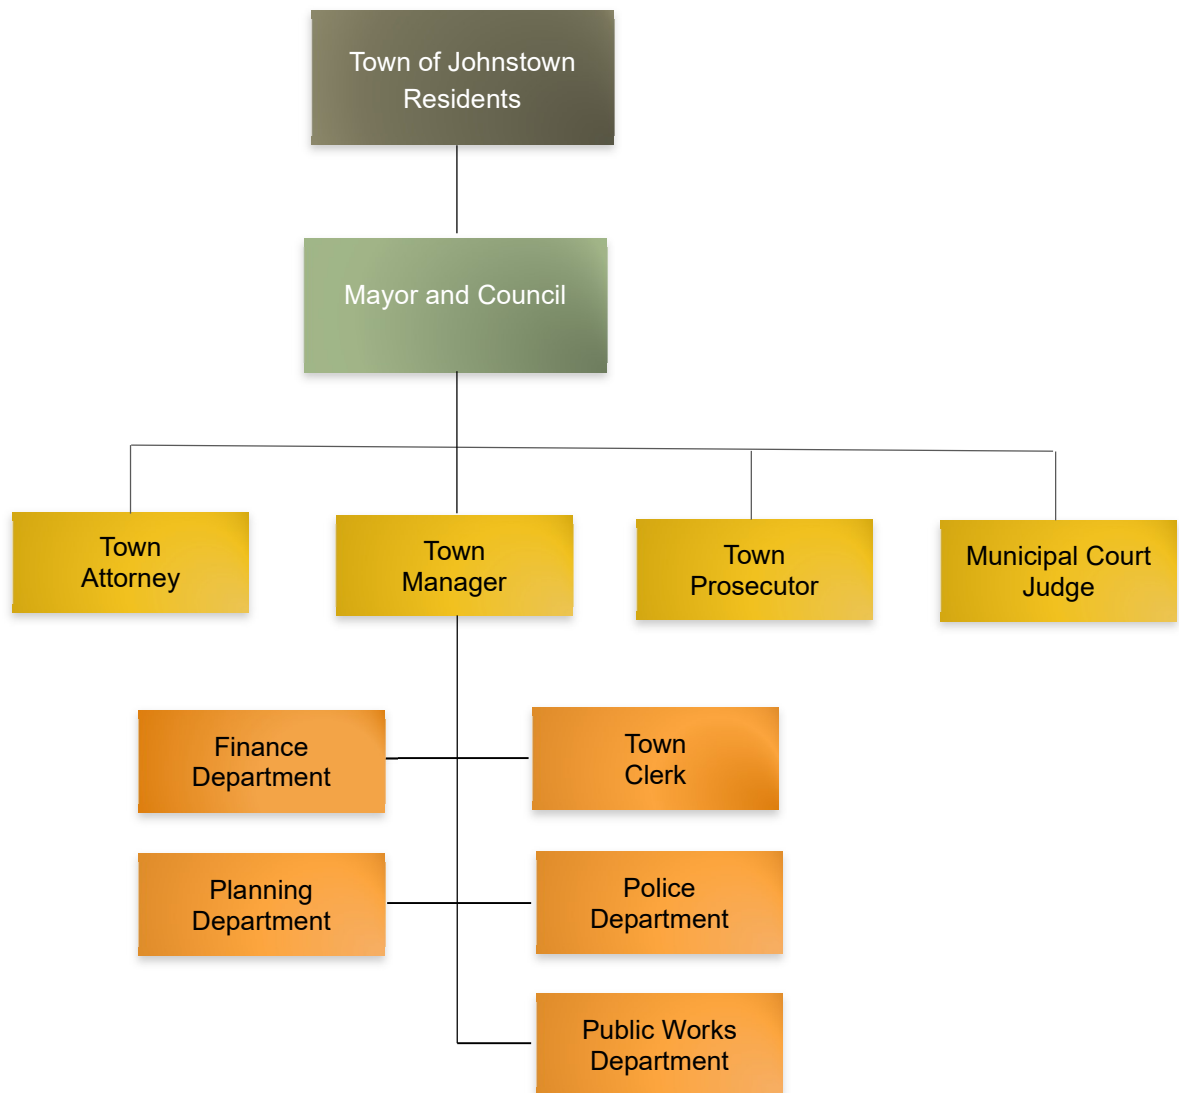 Town of Johnstown
Residents
Mayor and Council
Town
Attorney
Town
Manager
Town
Prosecutor
Municipal Court
Judge
Finance
Department
Town
Clerk
Planning
Department
Police
Department
Public Works
Department